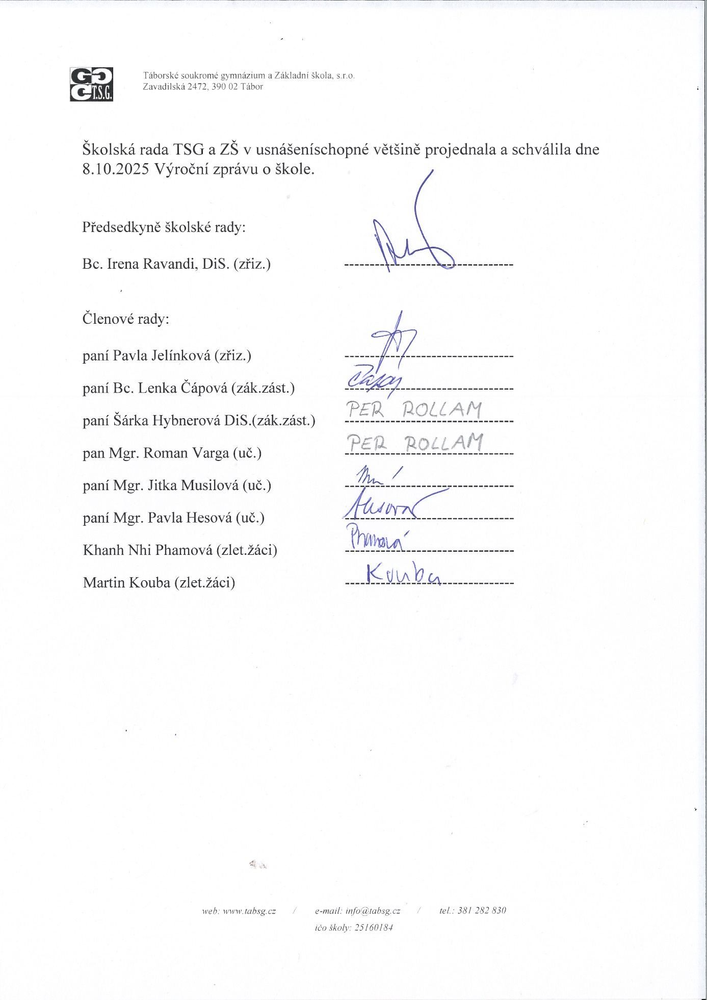 T.S.G.
Táborské soukromé gymnázium a Základní škola, s.r.o.
Zavadilská 2472, 390 02 Tábor
Školská rada TSG a ZŠ v usnášeníschopné většině projednala a schválila dne
8.10.2025 Výroční zprávu o škole.
Předsedkyně školské rady:
Bc. Irena Ravandi, DiS. (zřiz.)
Členové rady:
paní Pavla Jelínková (zřiz.)
paní Bc. Lenka Čápová (zák.zást.)
paní Šárka Hybnerová DiS.(zák.zást.) PER ROLLAM
pan Mgr. Roman Varga (uč.) PER ROLLAM
paní Mgr. Jitka Musilová (uč.)
paní Mgr. Pavla Hesová (uč.)
Khanh Nhi Phamová (zlet.žáci) Phamová
Martin Kouba (zlet.žáci) Kouba
web: www.tabsg.cz / e-mail: info@tabsg.cz / tel.: 381 282 830
ičo školy: 25160184